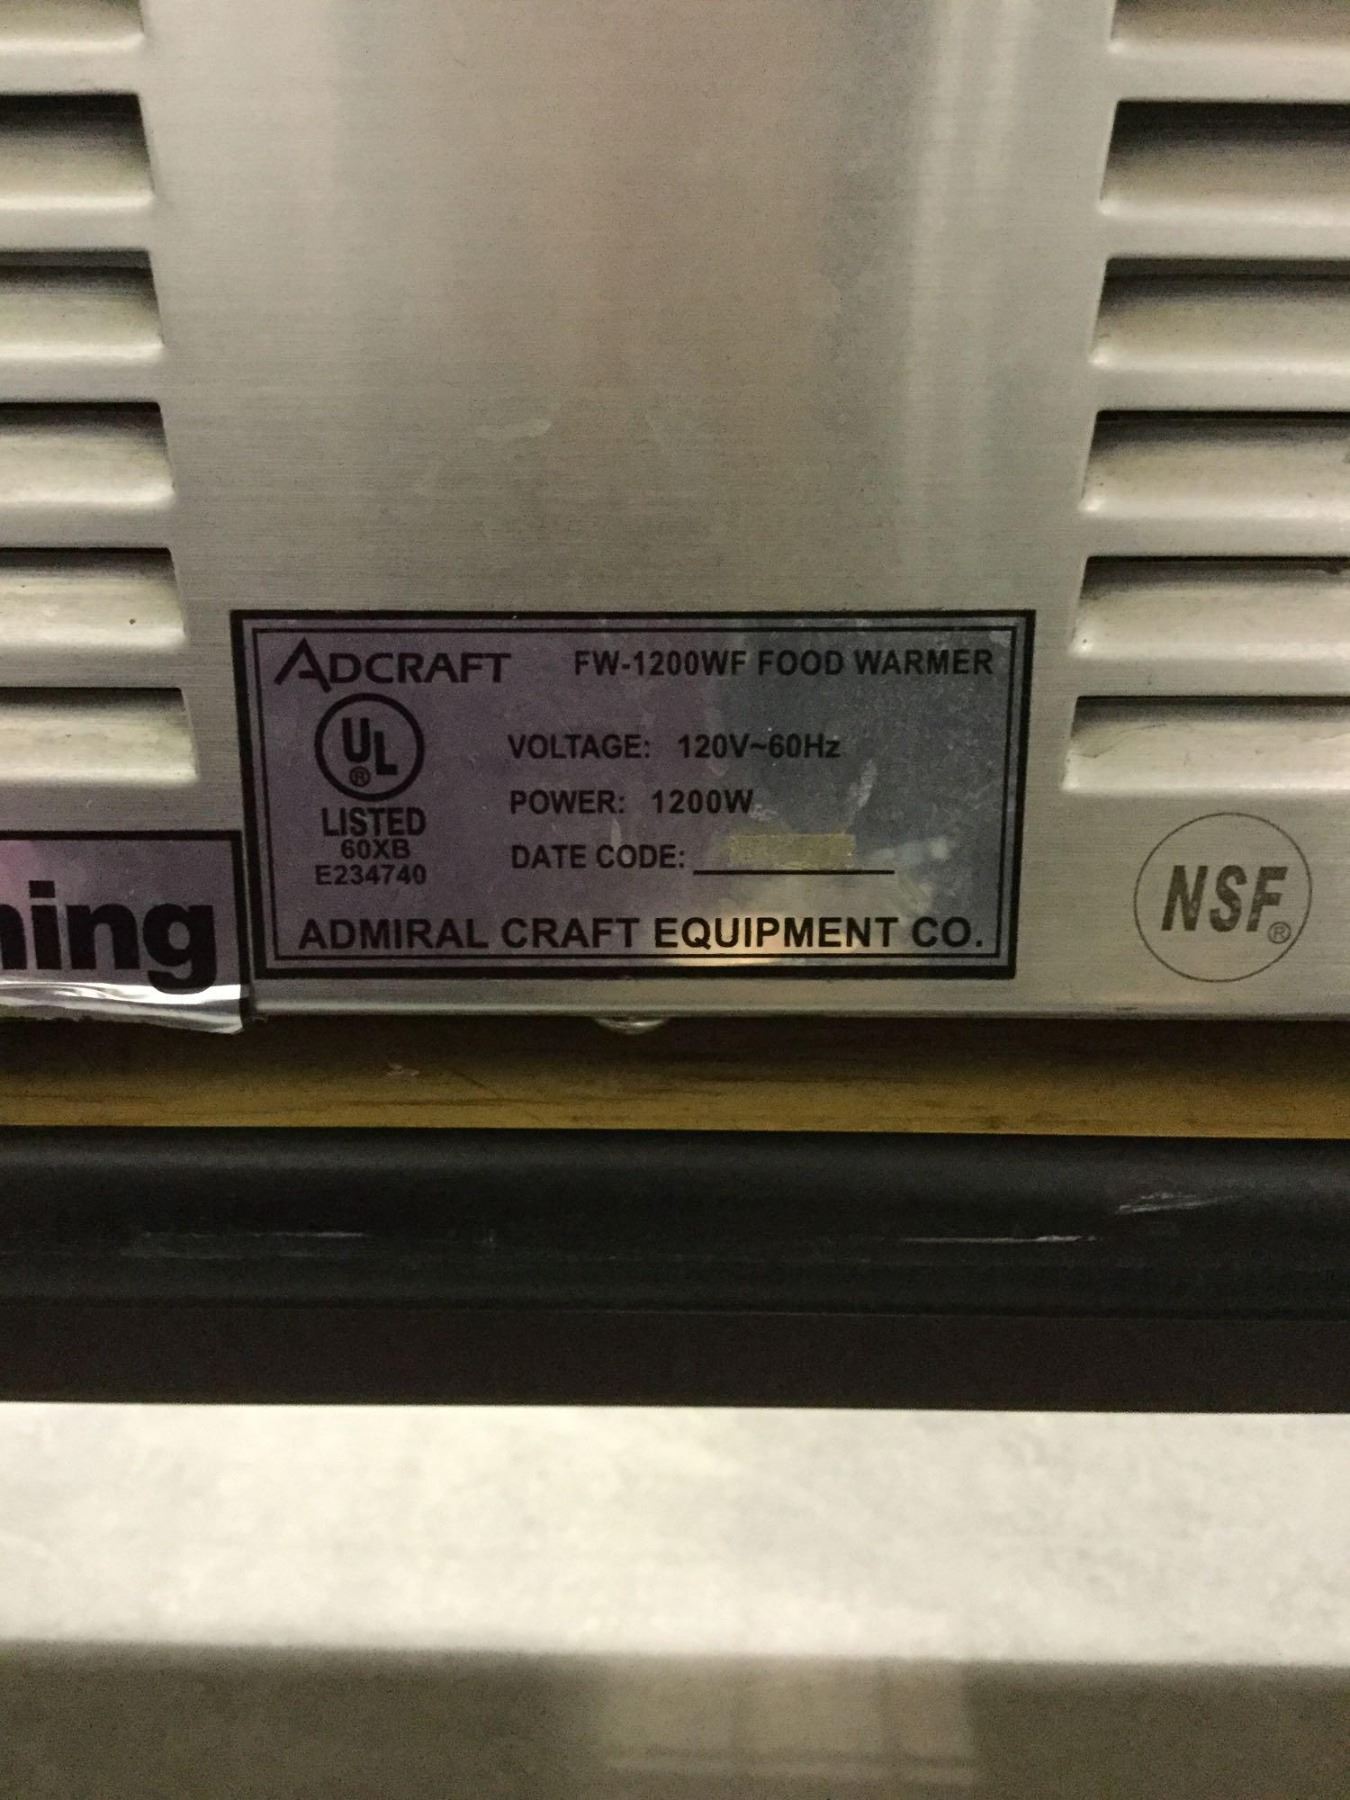 ADCRAFT FW-1200WF FOOD WARMER
UL
®
LISTED
60XB
E234740
VOLTAGE: 120V~60Hz
POWER: 1200W
DATE CODE:
ADMIRAL CRAFT EQUIPMENT CO.
ning
NSF®